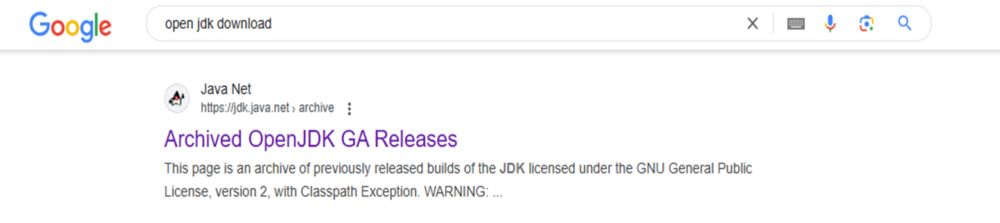 Google
open jdk download
Java Net
https://jdk.java.net › archive
Archived OpenJDK GA Releases
This page is an archive of previously released builds of the JDK licensed under the GNU General Public
License, version 2, with Classpath Exception. WARNING: ...